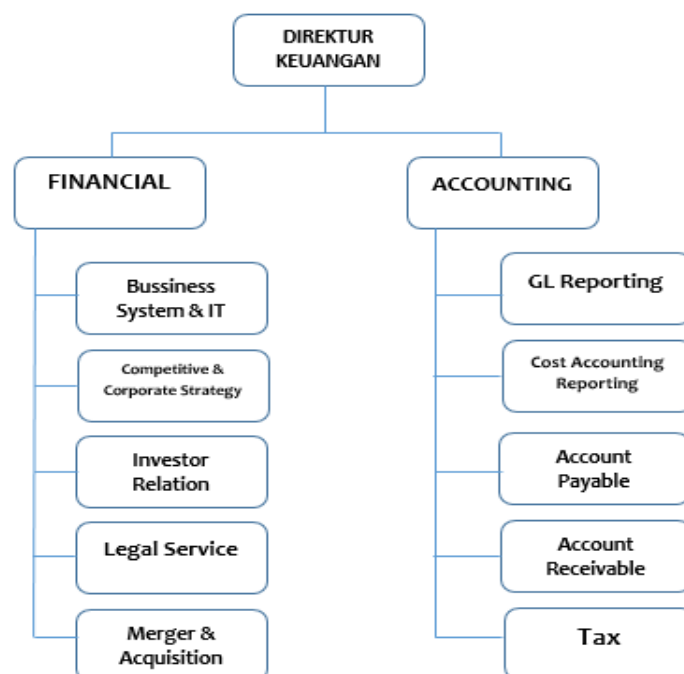 DIREKTUR
KEUANGAN
FINANCIAL
ACCOUNTING
Bussiness
System & IT
Competitive &
Corporate Strategy
Investor
Relation
Legal Service
Merger &
Acquisition
GL Reporting
Cost Accounting
Reporting
Account
Payable
Account
Receivable
Tax